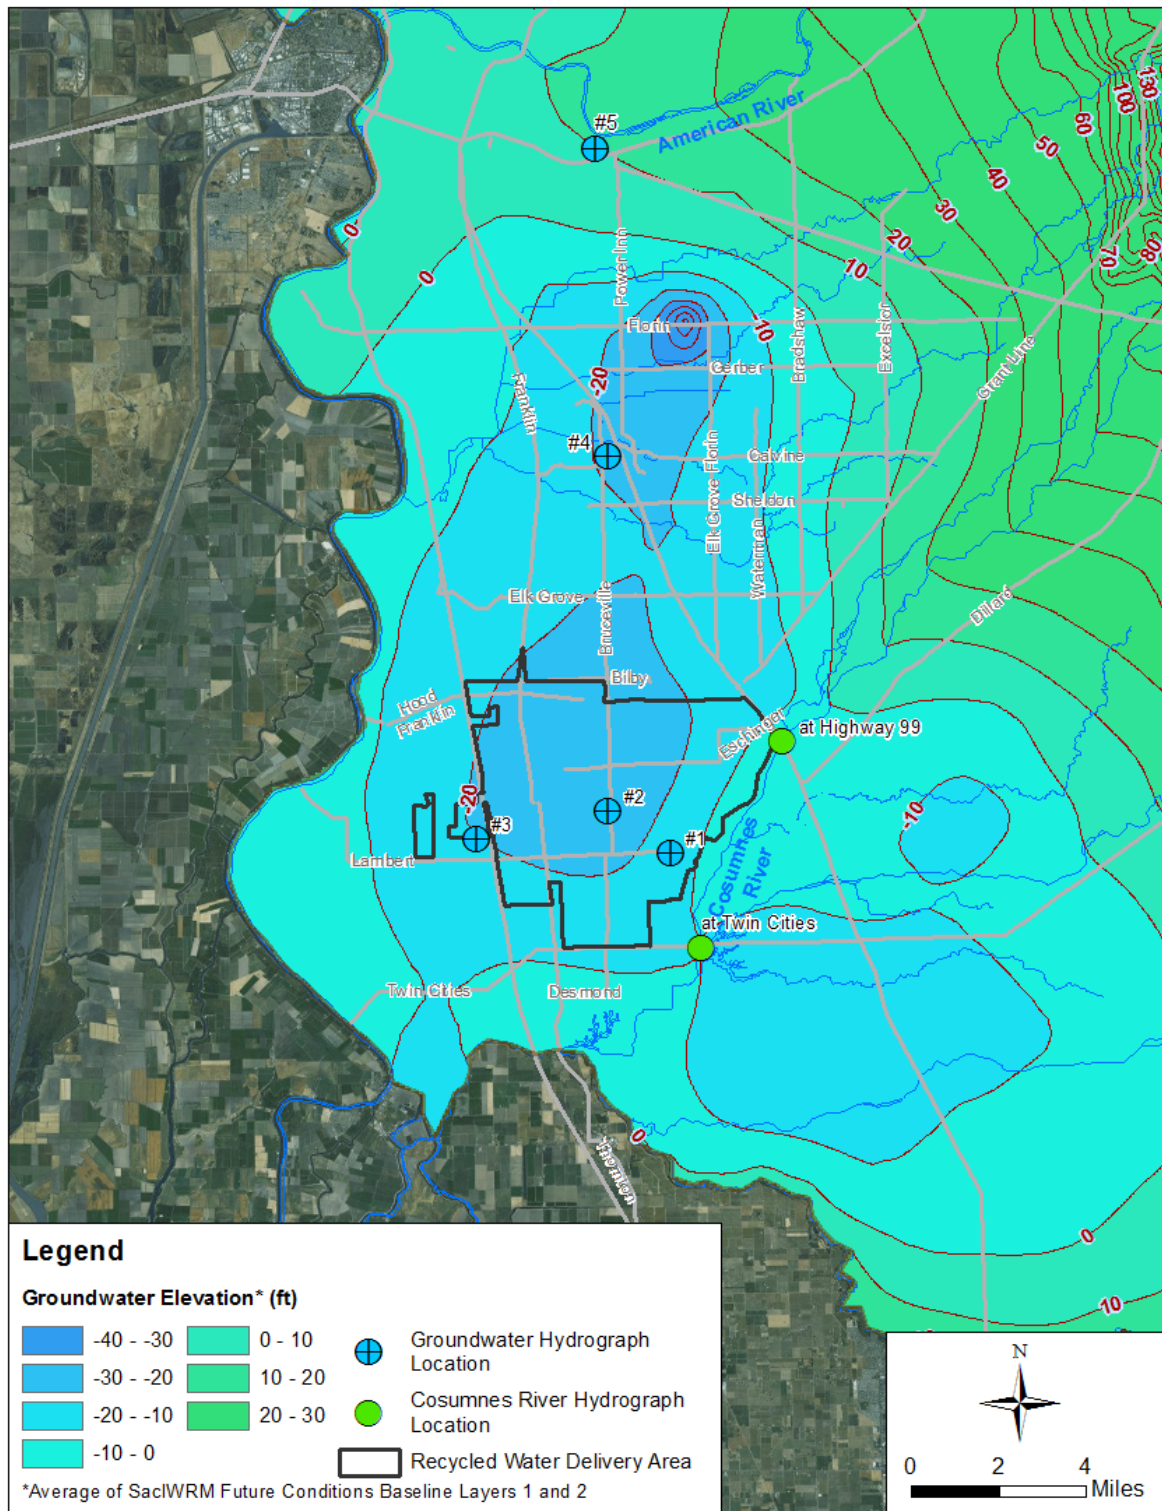 #5
American River
130
100
60
50
40
30
20
10
70
80
0
0
Power Inn
Florin
-10
Bradshaw
Excelsior
Grant Line
Gerber
-20
Franklin
#4
Calvine
Elk Grove Florin
Sheldon
Waterman
Elk Grove
Bruceville
Dillard
Bilby
Hood
Franklin
Eschinger
at Highway 99
-20
#2
#3
#1
-10
Lambert
Cosumnes
River
at Twin Cities
Twin Cities
Desmond
0
0
10
Legend
Groundwater Elevation* (ft)
-40 - -30
-30 - -20
-20 - -10
-10 - 0
0 - 10
10 - 20
20 - 30
Groundwater Hydrograph
Location
Cosumnes River Hydrograph
Location
Recycled Water Delivery Area
*Average of SacIWRM Future Conditions Baseline Layers 1 and 2
N
0 2 4
Miles